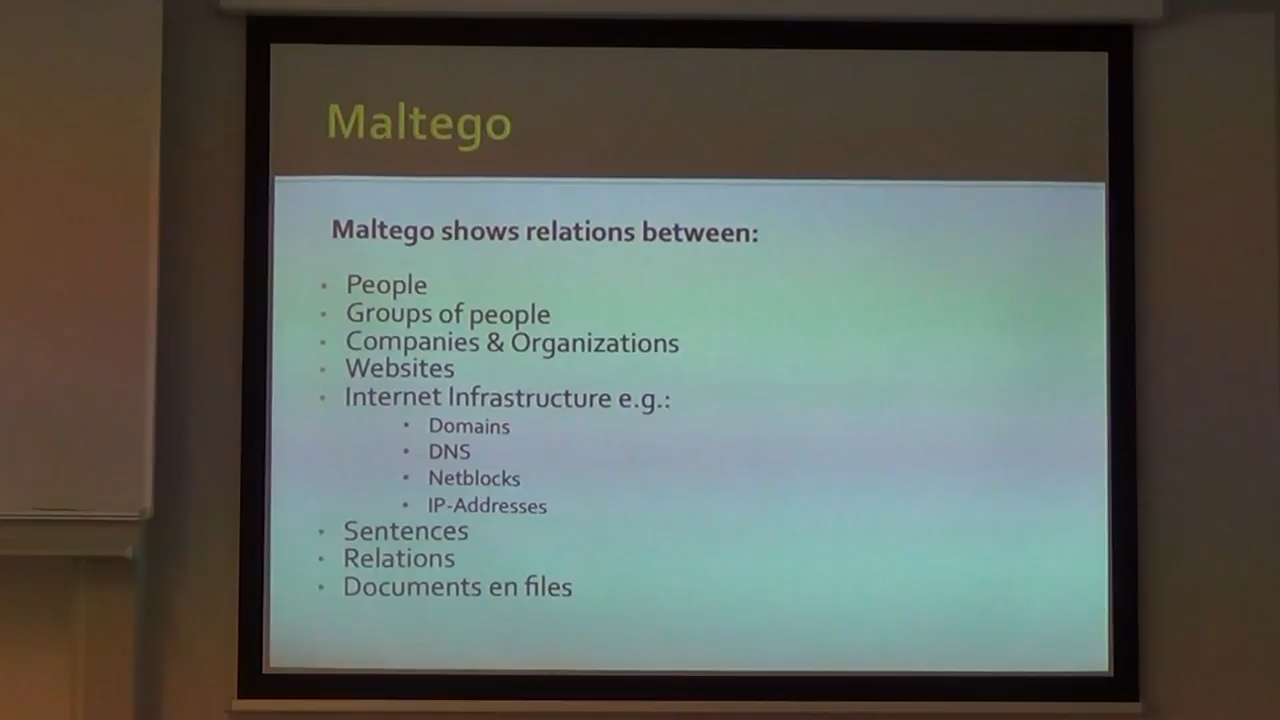 Maltego
Maltego shows relations between:
• People
• Groups of people
• Companies & Organizations
• Websites
• Internet Infrastructure e.g.:
• Domains
• DNS
• Netblocks
• IP-Addresses
• Sentences
• Relations
• Documents en files